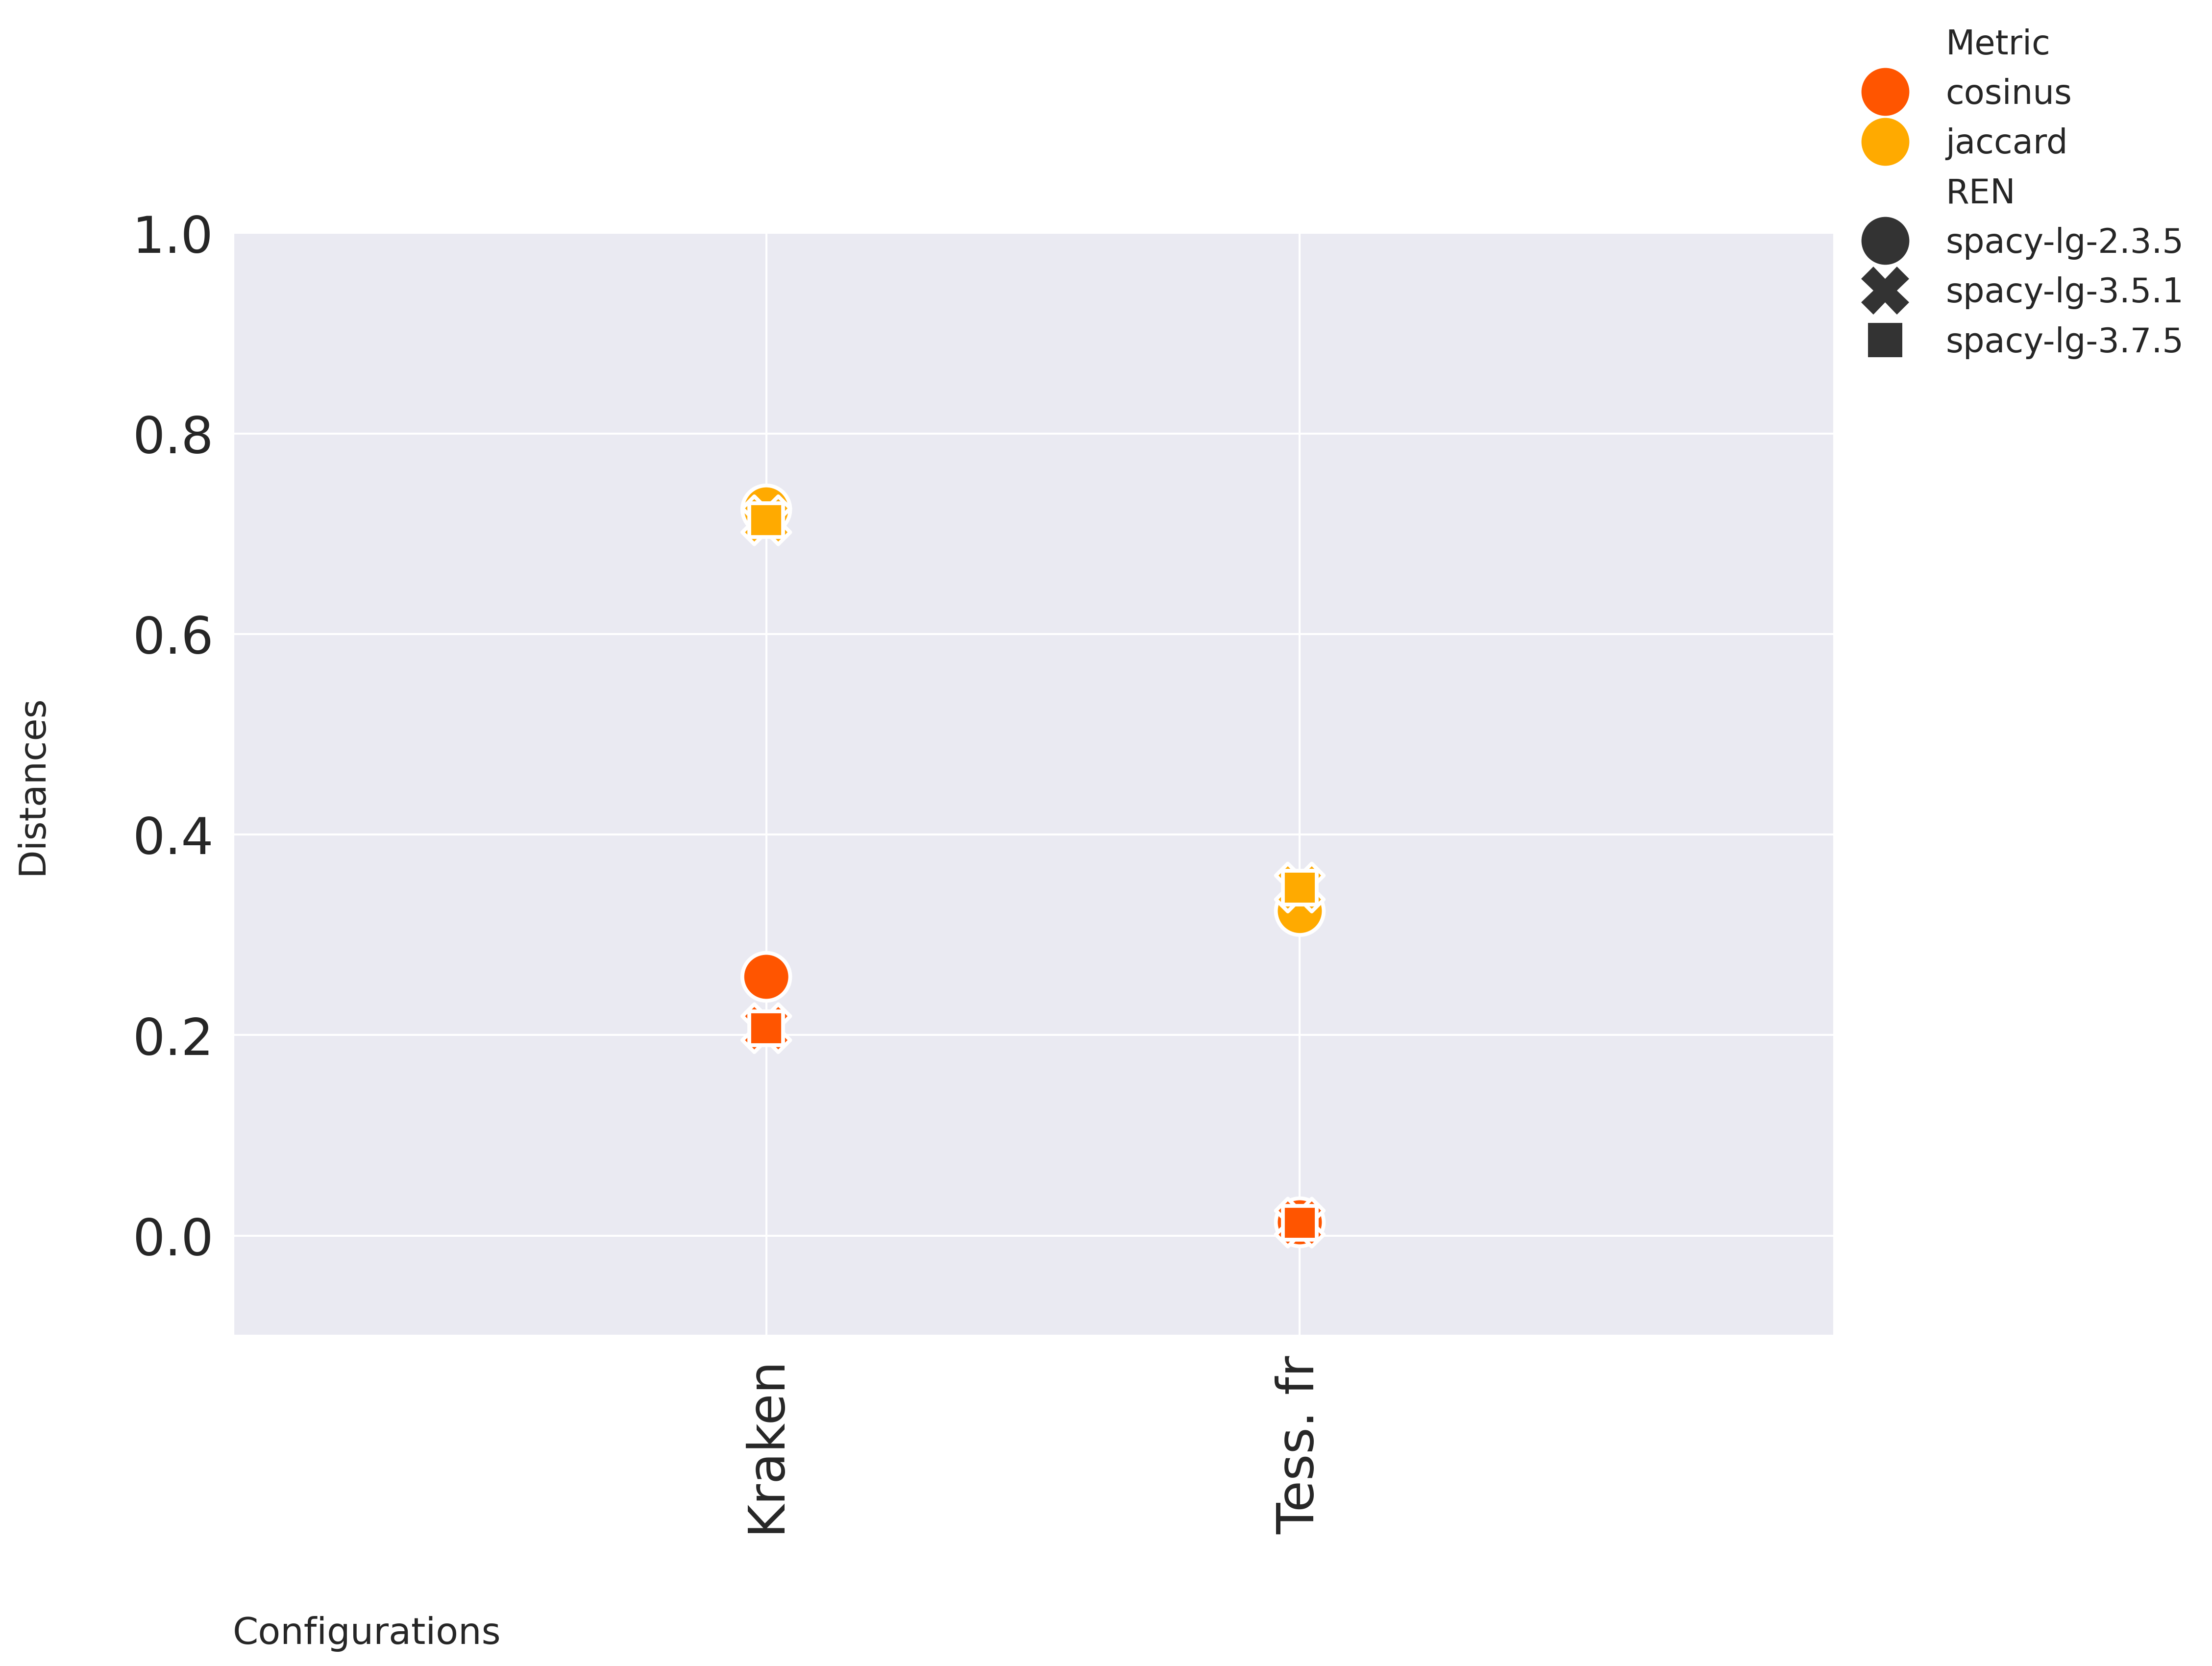 Metric
cosinus
jaccard
REN
spacy-lg-2.3.5
spacy-lg-3.5.1
spacy-lg-3.7.5
1.0
0.8
0.6
0.4
0.2
0.0
Distances
Kraken
Tess. fr
Configurations